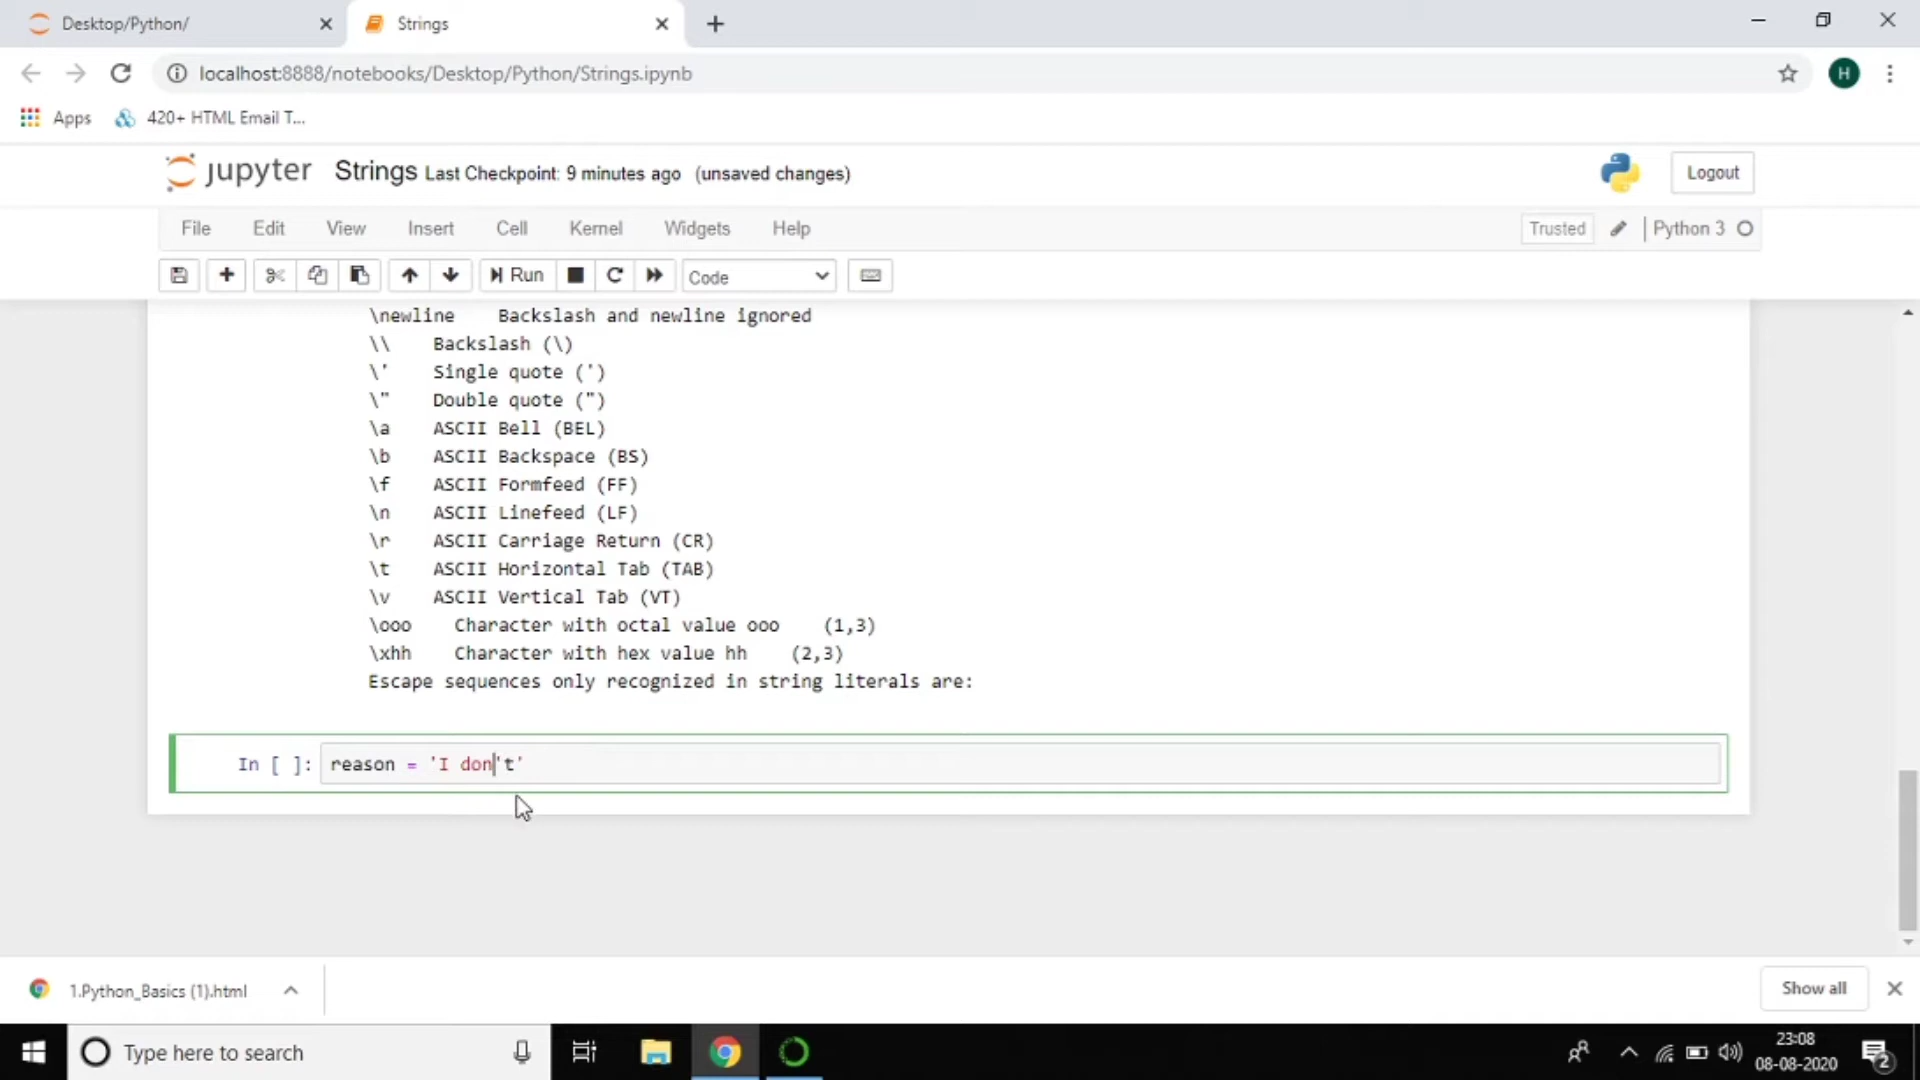 Desktop/Python/
Strings
localhost:8888/notebooks/Desktop/Python/Strings.ipynb
H
Apps
420+ HTML Email T...
jupyter
Strings Last Checkpoint: 9 minutes ago (unsaved changes)
Logout
File Edit View Insert Cell Kernel Widgets Help
Trusted
Python 3
Run
Code
\newline Backslash and newline ignored
\\ Backslash (\)
\' Single quote (')
\" Double quote (")
\a ASCII Bell (BEL)
\b ASCII Backspace (BS)
\f ASCII Formfeed (FF)
\n ASCII Linefeed (LF)
\r ASCII Carriage Return (CR)
\t ASCII Horizontal Tab (TAB)
\v ASCII Vertical Tab (VT)
\ooo Character with octal value ooo (1,3)
\xhh Character with hex value hh (2,3)
Escape sequences only recognized in string literals are:
In [ ]: reason = 'I don't'
1.Python_Basics (1).html
Show all
Type here to search
23:08
08-08-2020
2